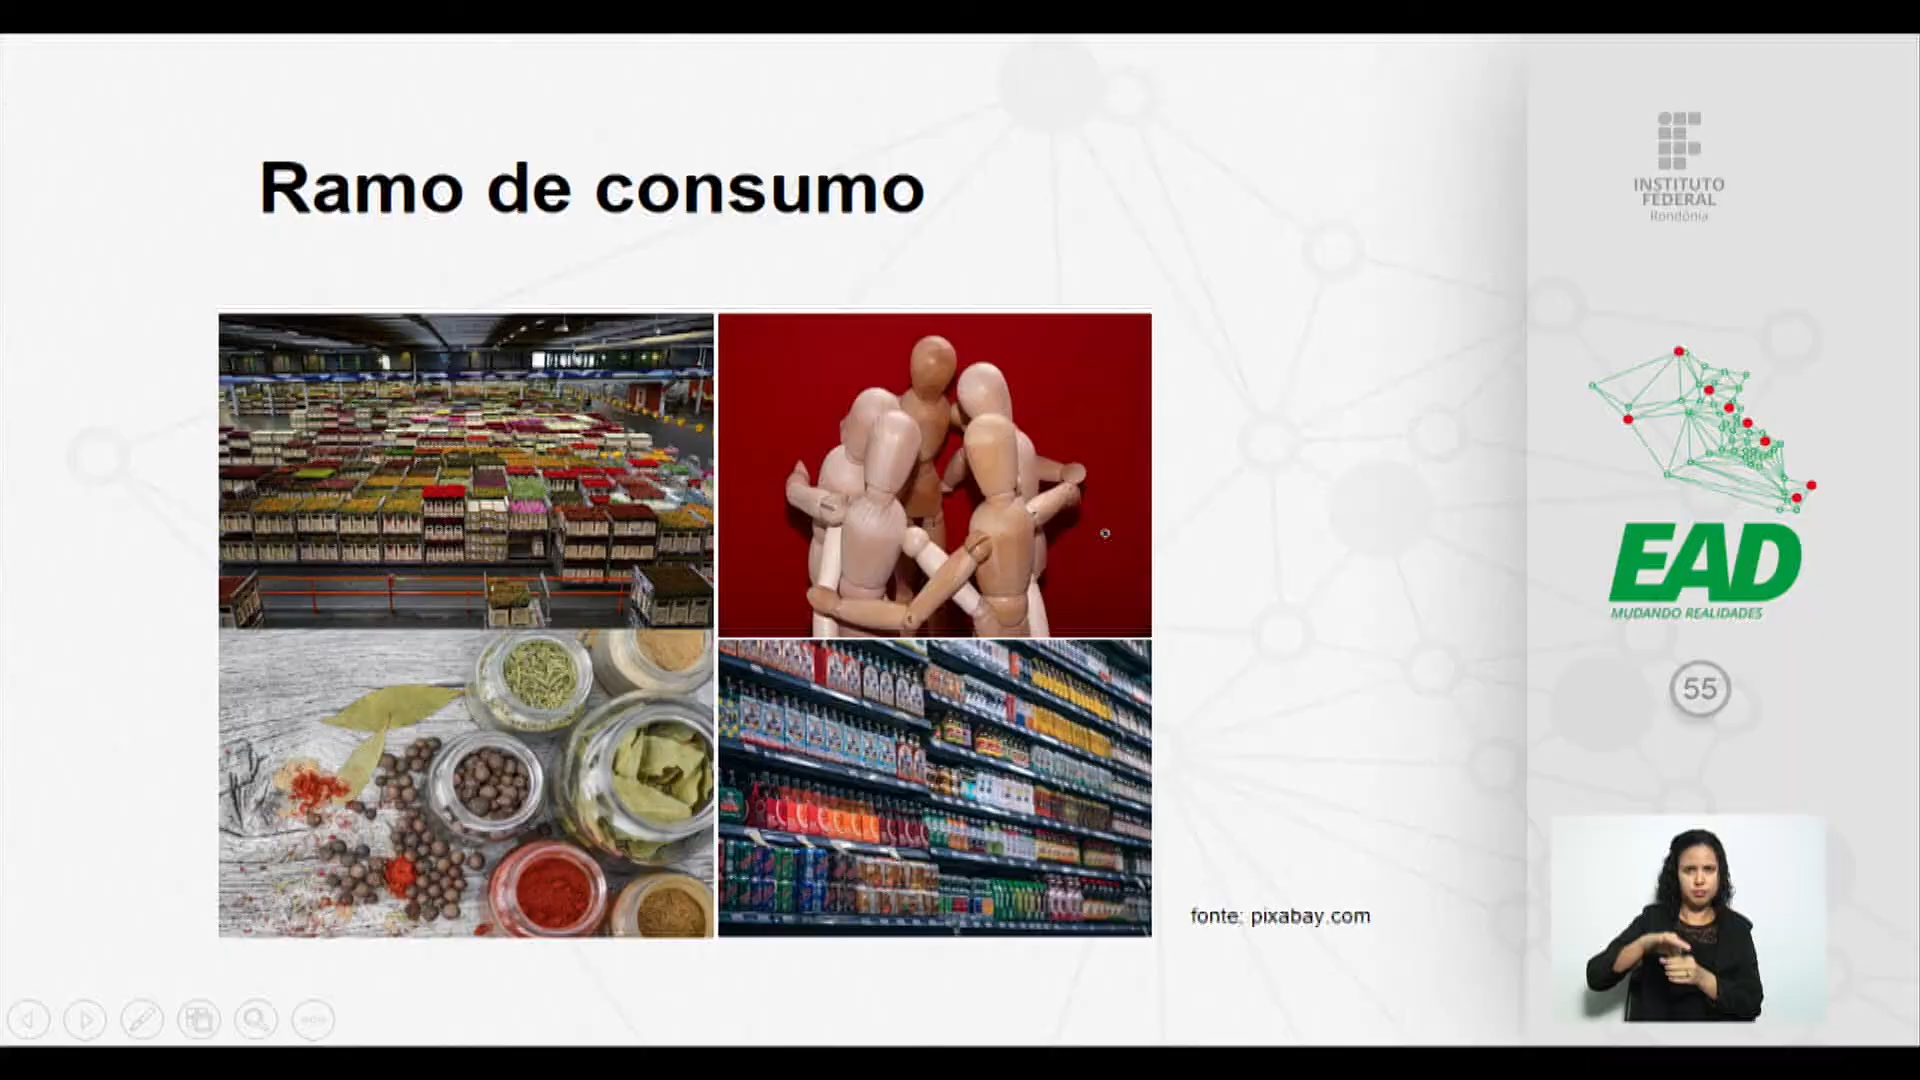 Ramo de consumo
INSTITUTO
FEDERAL
Rondônia
EAD
MUDANDO REALIDADES
55
fonte: pixabay.com